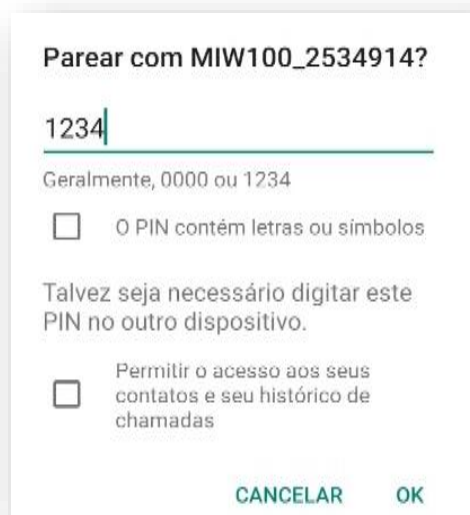 Parear com MIW100_2534914?
1234
Geralmente, 0000 ou 1234
O PIN contém letras ou símbolos
Talvez seja necessário digitar este
PIN no outro dispositivo.
Permitir o acesso aos seus
contatos e seu histórico de
chamadas
CANCELAR OK